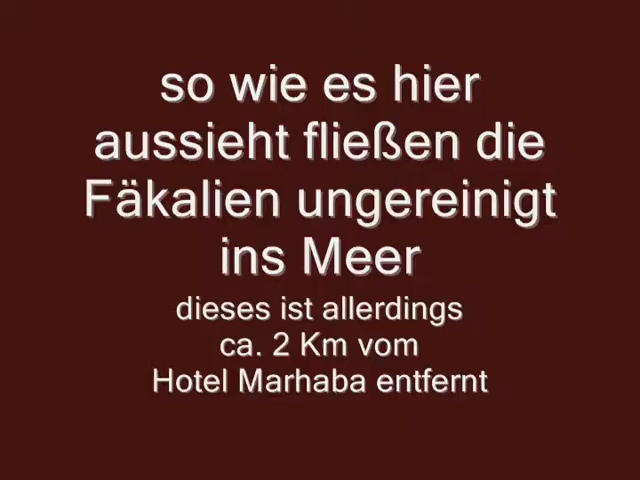 so wie es hier
aussieht fließen die
Fäkalien ungereinigt
ins Meer
dieses ist allerdings
ca. 2 Km vom
Hotel Marhaba entfernt